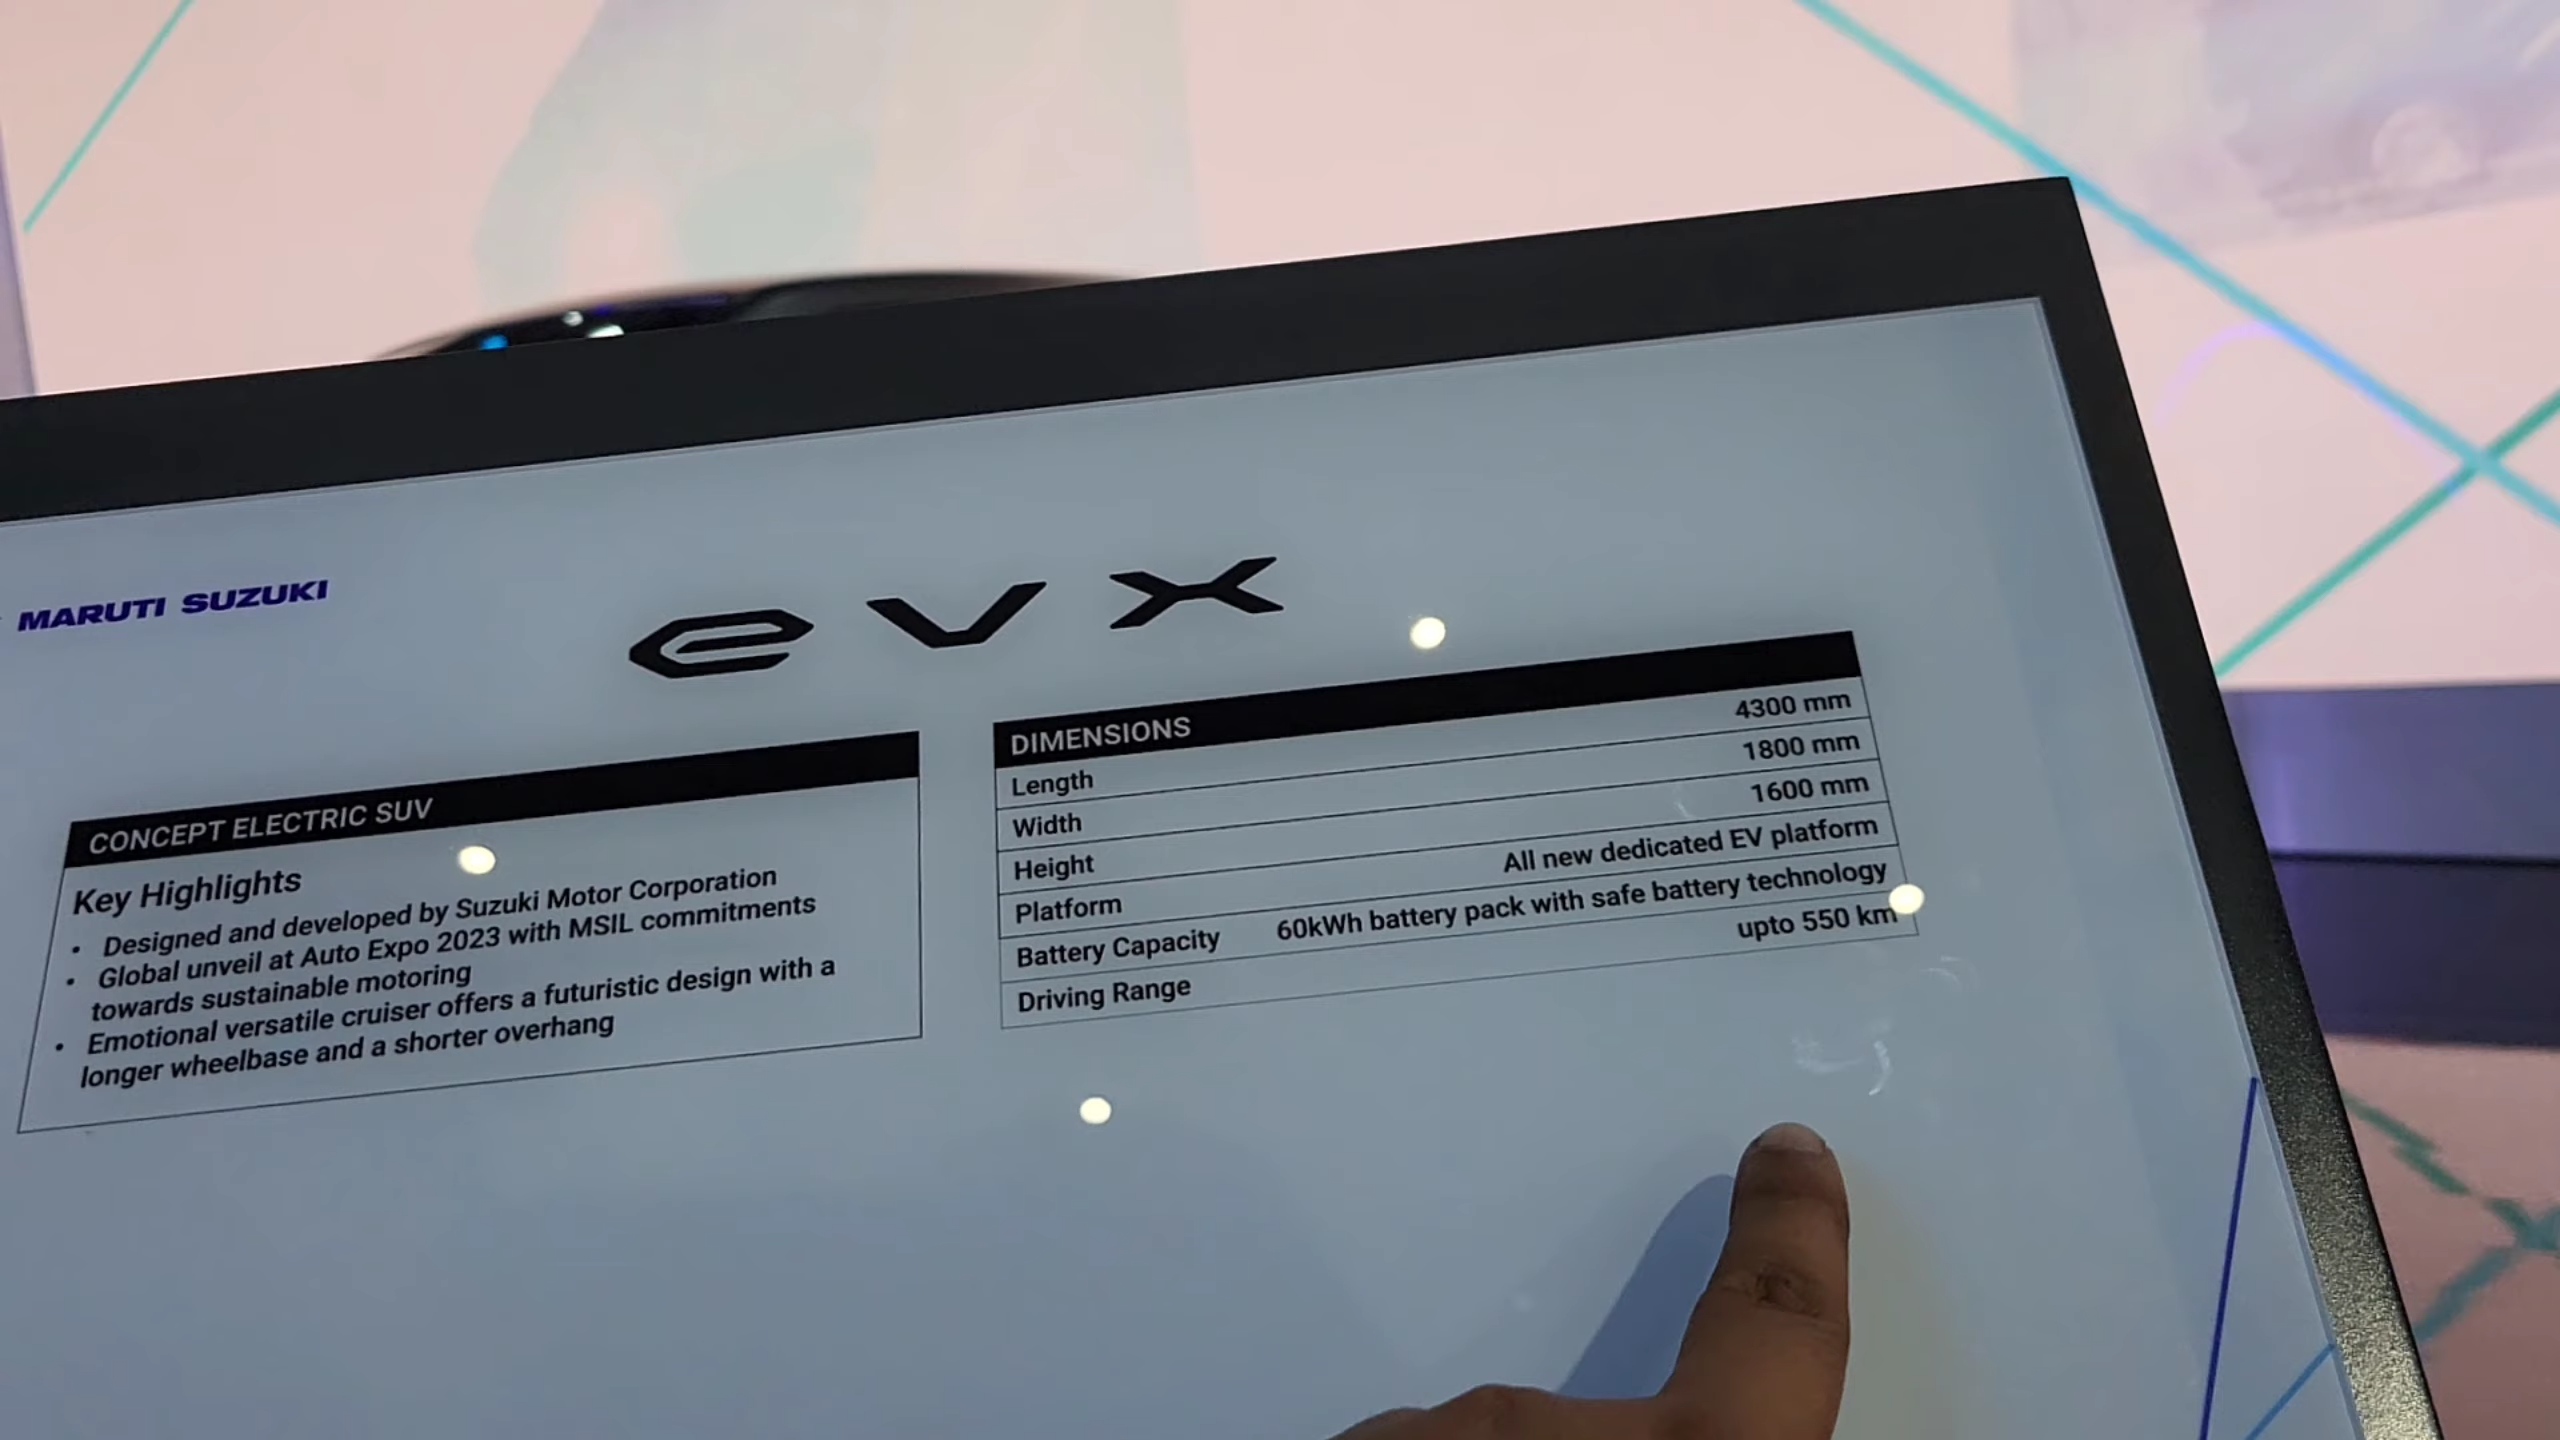 MARUTI SUZUKI
eVX
CONCEPT ELECTRIC SUV
Key Highlights
• Designed and developed by Suzuki Motor Corporation
• Global unveil at Auto Expo 2023 with MSIL commitments
towards sustainable motoring
• Emotional versatile cruiser offers a futuristic design with a
longer wheelbase and a shorter overhang
DIMENSIONS
Length 4300 mm
Width 1800 mm
Height 1600 mm
Platform All new dedicated EV platform
Battery Capacity 60kWh battery pack with safe battery technology
Driving Range upto 550 km